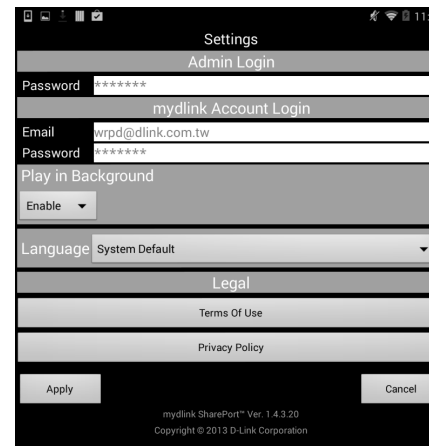 11:
Settings
Admin Login
Password *******
mydlink Account Login
Email wrpd@dlink.com.tw
Password *******
Play in Background
Enable
Language System Default
Legal
Terms Of Use
Privacy Policy
Apply Cancel
mydlink SharePort™ Ver. 1.4.3.20
Copyright © 2013 D-Link Corporation